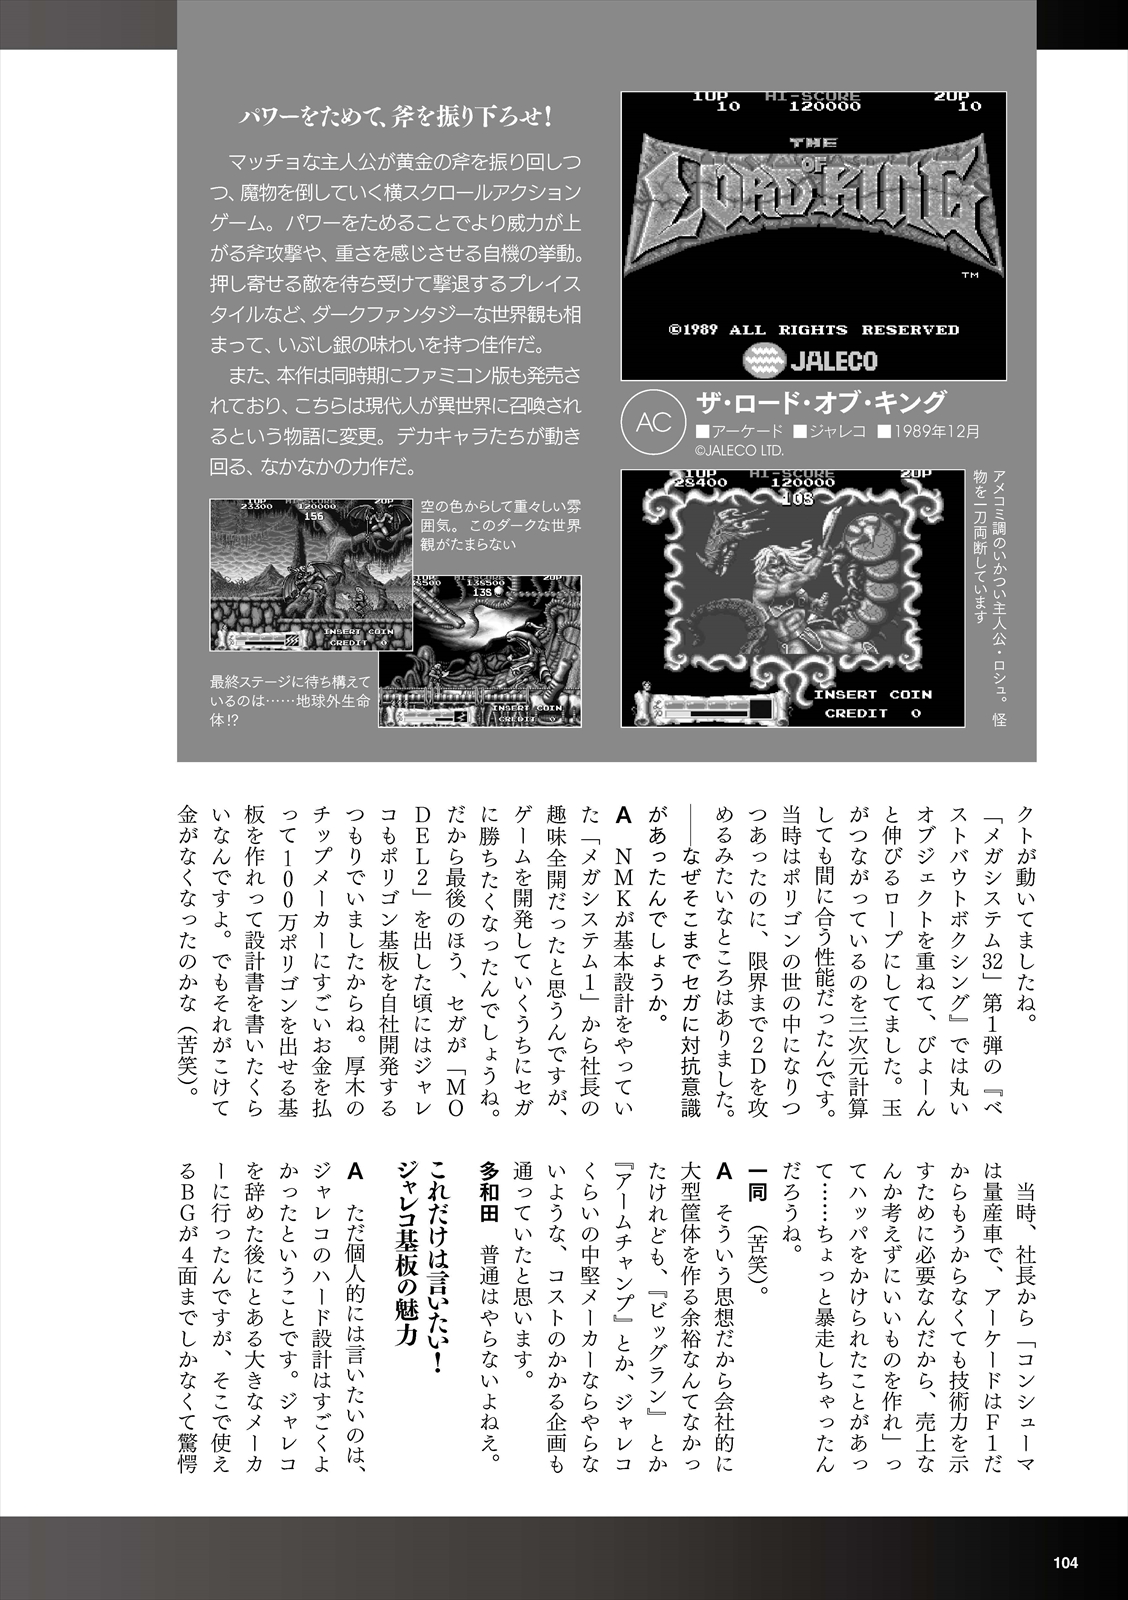 1UP HI-SCORE 2UP
10 120000 10
THE
LORD OF KING
TM
©1989 ALL RIGHTS RESERVED
JALECO
AC
ザ・ロード・オブ・キング
■アーケード ■ジャレコ ■1989年12月
©JALECO LTD.
1UP HI-SCORE 2UP
28400 120000
108
INSERT COIN
CREDIT 0
アメコミ調のいかつい主人公・ロシュ。怪
物を一刀両断しています
パワーをためて、斧を振り下ろせ!
マッチョな主人公が黄金の斧を振り回しつ
つ、魔物を倒していく横スクロールアクション
ゲーム。パワーをためることでより威力が上
がる斧攻撃や、重さを感じさせる自機の挙動。
押し寄せる敵を待ち受けて撃退するプレイス
タイルなど、ダークファンタジーな世界観も相
まって、いぶし銀の味わいを持つ佳作だ。
また、本作は同時期にファミコン版も発売さ
れており、こちらは現代人が異世界に召喚され
るという物語に変更。デカキャラたちが動き
回る、なかなかの力作だ。
1UP HI-SCORE 2UP
23300 120000
156
INSERT COIN
CREDIT 0
空の色からして重々しい雰
囲気。このダークな世界
観がたまらない
1UP HI-SCORE 2UP
138500 138500
138
INSERT COIN
CREDIT 0
最終ステージに待ち構えて
いるのは……地球外生命
体!?
クトが動いてましたね。
「メガシステム32」第1弾の『ベ
ストバウトボクシング』では丸い
オブジェクトを重ねて、びょーん
と伸びるロープにしてました。玉
がつながっているのを三次元計算
しても間に合う性能だったんです。
当時はポリゴンの世の中になりつ
つあったのに、限界まで2Dを攻
めるみたいなところはありました。
――なぜそこまでセガに対抗意識
があったんでしょうか。
A NMKが基本設計をやってい
た「メガシステム1」から社長の
趣味全開だったと思うんですが、
ゲームを開発していくうちにセガ
に勝ちたくなったんでしょうね。
だから最後のほう、セガが「MO
DEL2」を出した頃にはジャレ
コもポリゴン基板を自社開発する
つもりでいましたからね。厚木の
チップメーカーにすごいお金を払
って100万ポリゴンを出せる基
板を作れって設計書を書いたくら
いなんですよ。でもそれがこけて
金がなくなったのかな(苦笑)。
当時、社長から「コンシューマ
は量産車で、アーケードはF1だ
からもうからなくても技術力を示
すために必要なんだから、売上な
んか考えずにいいものを作れ」っ
てハッパをかけられたことがあっ
て……ちょっと暴走しちゃったん
だろうね。
一同 (苦笑)。
A そういう思想だから会社的に
大型筐体を作る余裕なんてなかっ
たけれども、『ビッグラン』とか
『アームチャンプ』とか、ジャレコ
くらいの中堅メーカーならやらな
いような、コストのかかる企画も
通っていたと思います。
多和田 普通はやらないよねえ。
これだけは言いたい!
ジャレコ基板の魅力
A ただ個人的には言いたいのは、
ジャレコのハード設計はすごくよ
かったということです。ジャレコ
を辞めた後にとある大きなメーカ
ーに行ったんですが、そこで使え
るBGが4面までしかなくて驚愕
104